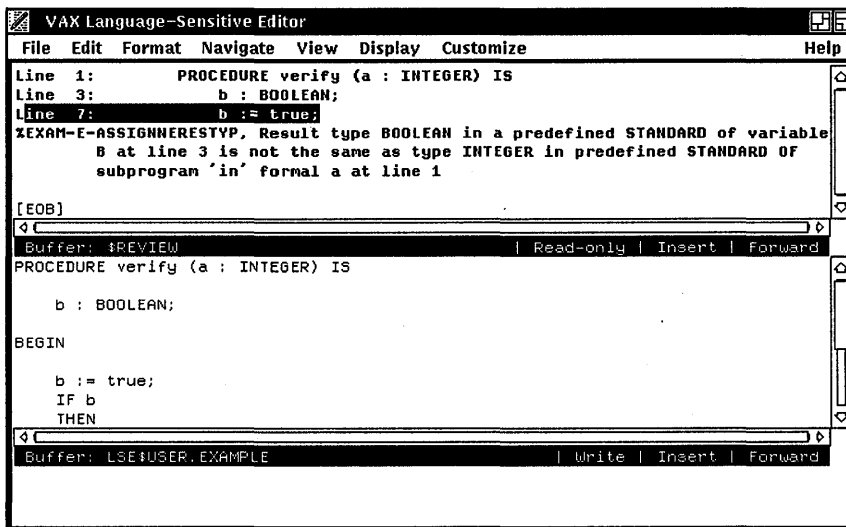 VAX Language-Sensitive Editor
File Edit Format Navigate View Display Customize Help
Line 1: PROCEDURE verify (a : INTEGER) IS
Line 3: b : BOOLEAN;
Line 7: b := true;
%EXAM-E-ASSIGNNERESTYP, Result type BOOLEAN in a predefined STANDARD of variable
B at line 3 is not the same as type INTEGER in predefined STANDARD OF
subprogram 'in' formal a at line 1
[EOB]
Buffer: $REVIEW | Read-only | Insert | Forward
PROCEDURE verify (a : INTEGER) IS
b : BOOLEAN;
BEGIN
b := true;
IF b
THEN
Buffer: LSE$USER.EXAMPLE | Write | Insert | Forward